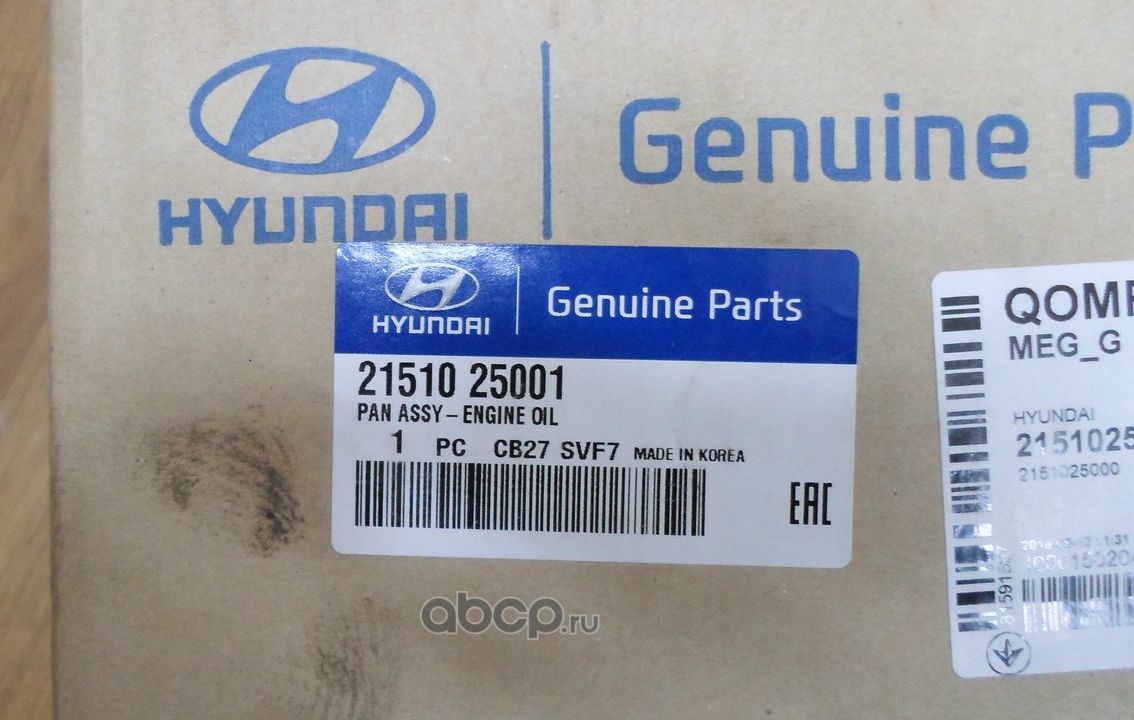 HYUNDAI
Genuine P
HYUNDAI
Genuine Parts
21510 25001
PAN ASSY – ENGINE OIL
1 PC CB27 SVF7 MADE IN KOREA
EAC
abcp.ru
MEG_G
HYUNDAI
2151025
2151025000
81591587